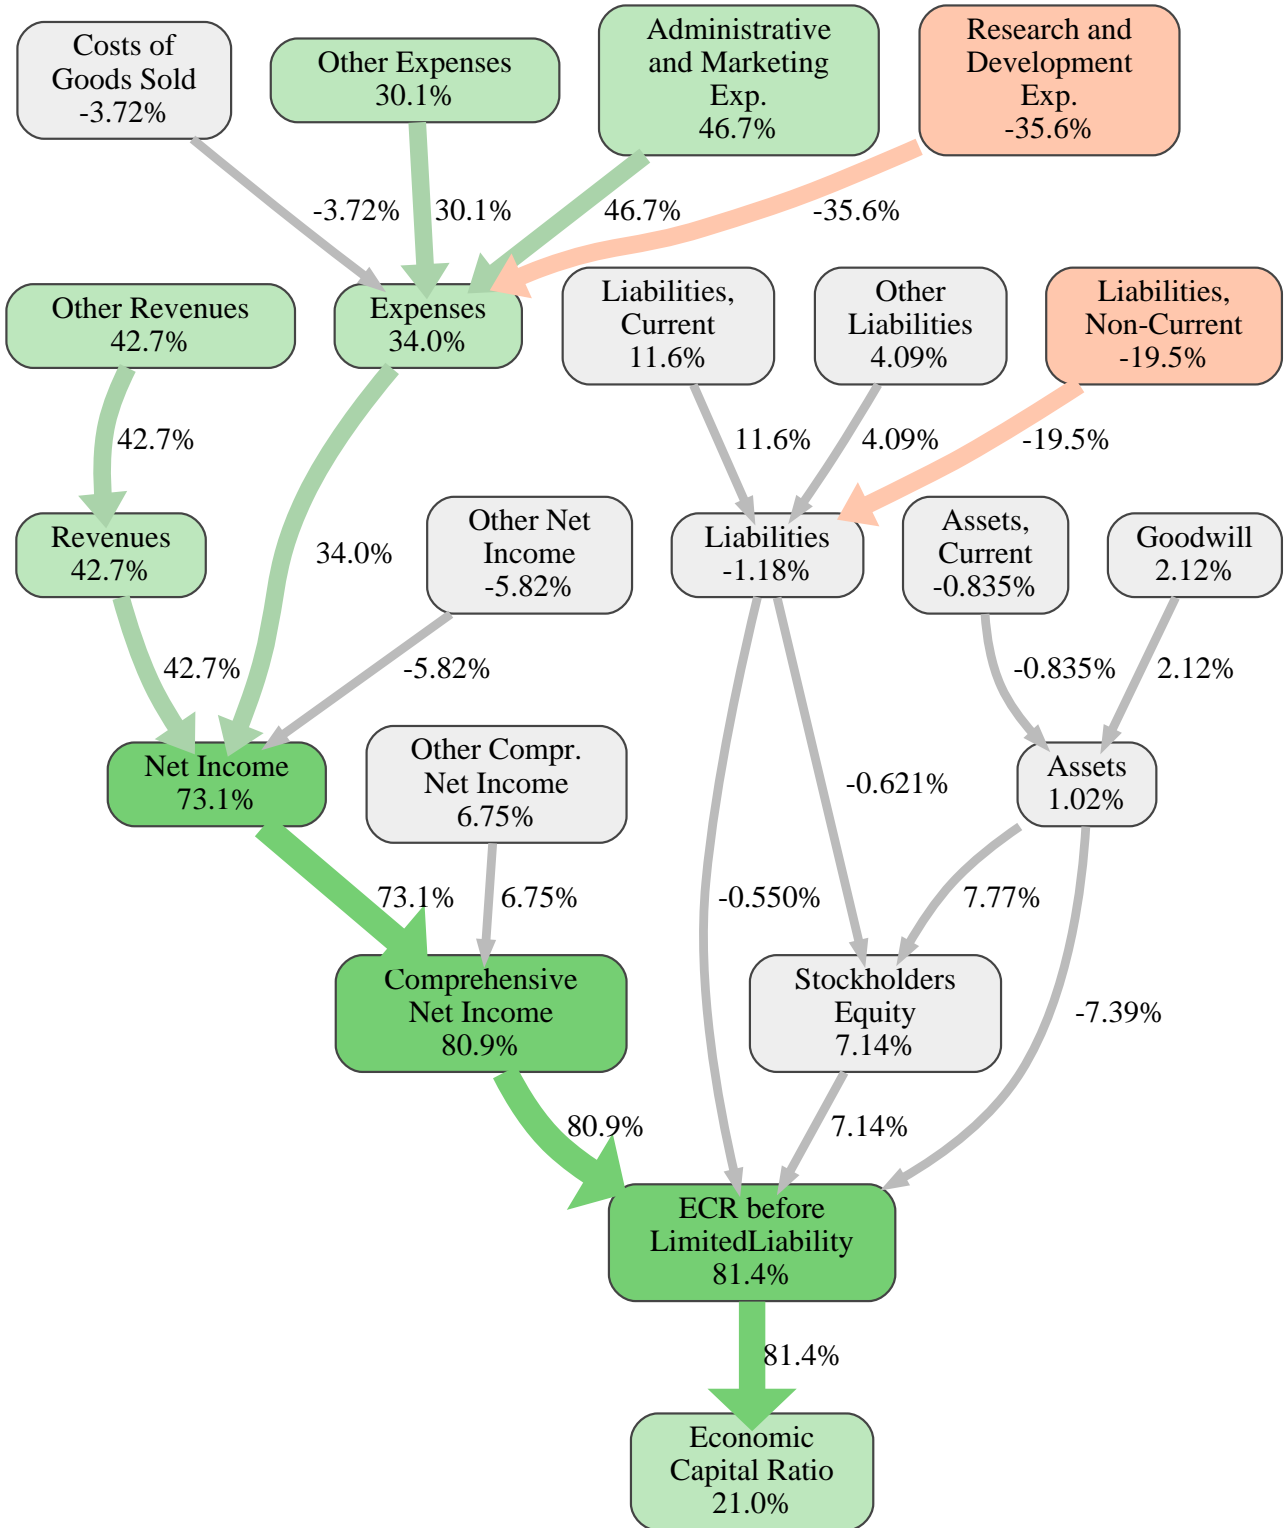 Costs of
Goods Sold
-3.72%
Other Expenses
30.1%
Administrative
and Marketing
Exp.
46.7%
Research and
Development
Exp.
-35.6%
-3.72%
30.1%
46.7%
-35.6%
Other Revenues
42.7%
Expenses
34.0%
Liabilities,
Current
11.6%
Other
Liabilities
4.09%
Liabilities,
Non-Current
-19.5%
42.7%
11.6%
4.09%
-19.5%
Revenues
42.7%
34.0%
Other Net
Income
-5.82%
Liabilities
-1.18%
Assets,
Current
-0.835%
Goodwill
2.12%
42.7%
-5.82%
-0.835%
2.12%
Net Income
73.1%
Other Compr.
Net Income
6.75%
-0.621%
Assets
1.02%
73.1%
6.75%
-0.550%
7.77%
Comprehensive
Net Income
80.9%
Stockholders
Equity
7.14%
-7.39%
80.9%
7.14%
ECR before
LimitedLiability
81.4%
81.4%
Economic
Capital Ratio
21.0%